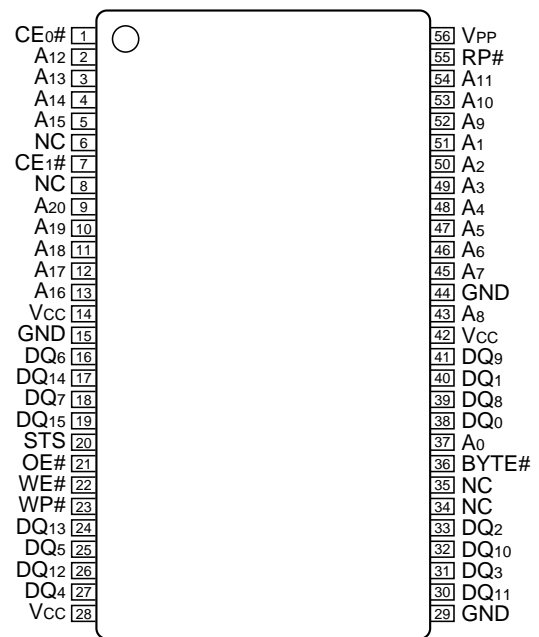 CE0# 1
A12 2
A13 3
A14 4
A15 5
NC 6
CE1# 7
NC 8
A20 9
A19 10
A18 11
A17 12
A16 13
VCC 14
GND 15
DQ6 16
DQ14 17
DQ7 18
DQ15 19
STS 20
OE# 21
WE# 22
WP# 23
DQ13 24
DQ5 25
DQ12 26
DQ4 27
VCC 28
56 VPP
55 RP#
54 A11
53 A10
52 A9
51 A1
50 A2
49 A3
48 A4
47 A5
46 A6
45 A7
44 GND
43 A8
42 VCC
41 DQ9
40 DQ1
39 DQ8
38 DQ0
37 A0
36 BYTE#
35 NC
34 NC
33 DQ2
32 DQ10
31 DQ3
30 DQ11
29 GND